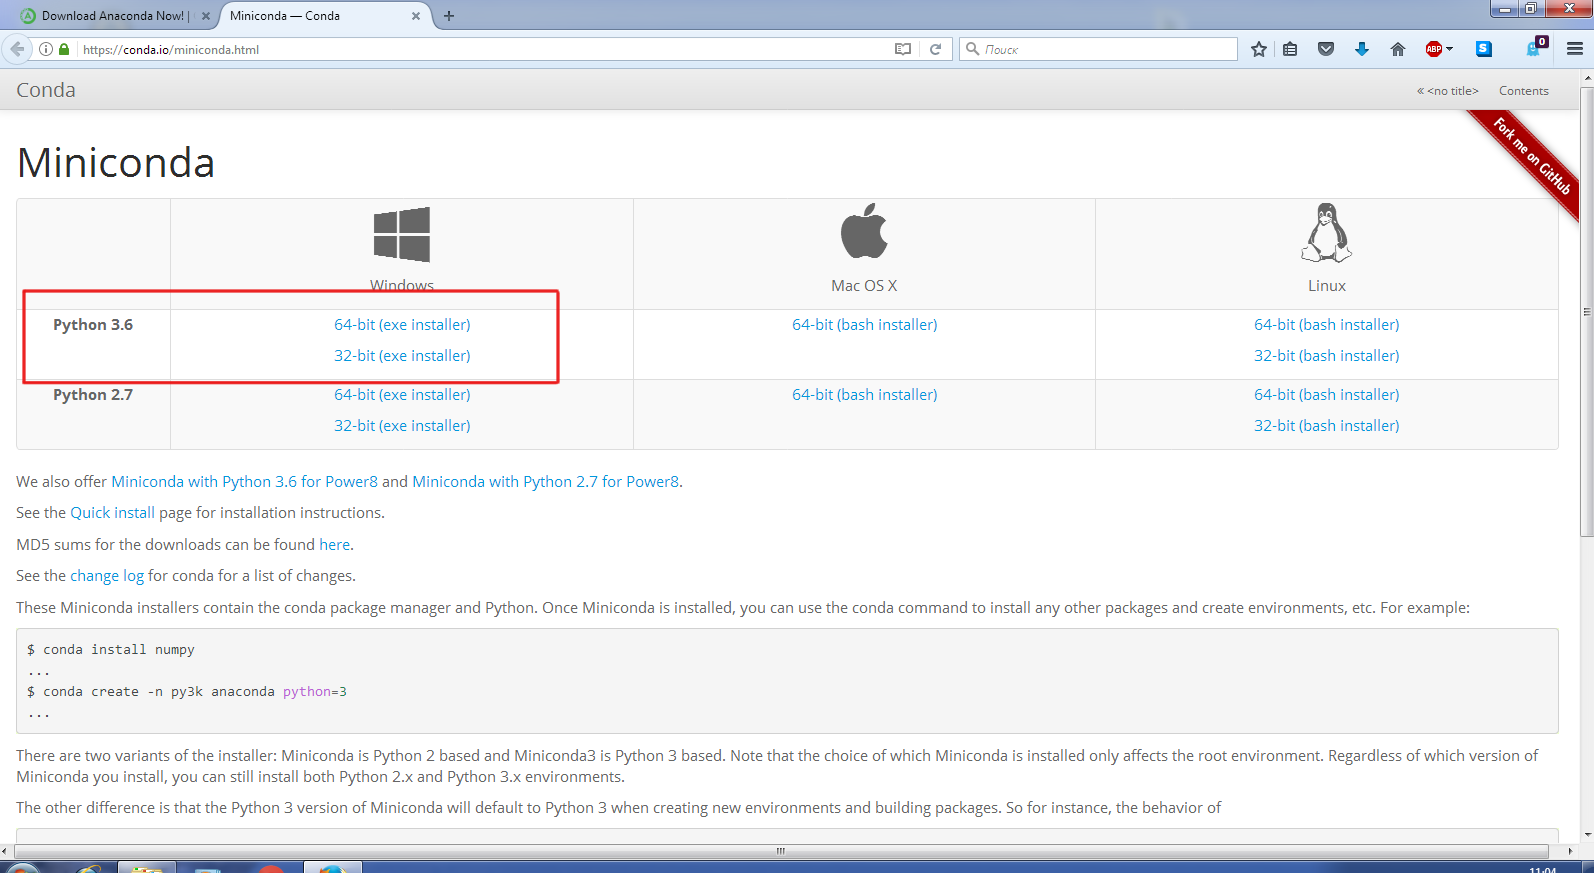 Download Anaconda Now! |
Miniconda — Conda
https://conda.io/miniconda.html
Поиск
ABP
S
0
Conda
« <no title>
Contents
Fork me on GitHub
Miniconda
Windows
Mac OS X
Linux
Python 3.6
64-bit (exe installer)
64-bit (bash installer)
64-bit (bash installer)
32-bit (exe installer)
32-bit (bash installer)
Python 2.7
64-bit (exe installer)
64-bit (bash installer)
64-bit (bash installer)
32-bit (exe installer)
32-bit (bash installer)
We also offer Miniconda with Python 3.6 for Power8 and Miniconda with Python 2.7 for Power8.
See the Quick install page for installation instructions.
MD5 sums for the downloads can be found here.
See the change log for conda for a list of changes.
These Miniconda installers contain the conda package manager and Python. Once Miniconda is installed, you can use the conda command to install any other packages and create environments, etc. For example:
$ conda install numpy
...
$ conda create -n py3k anaconda python=3
...
There are two variants of the installer: Miniconda is Python 2 based and Miniconda3 is Python 3 based. Note that the choice of which Miniconda is installed only affects the root environment. Regardless of which version of
Miniconda you install, you can still install both Python 2.x and Python 3.x environments.
The other difference is that the Python 3 version of Miniconda will default to Python 3 when creating new environments and building packages. So for instance, the behavior of
11:04